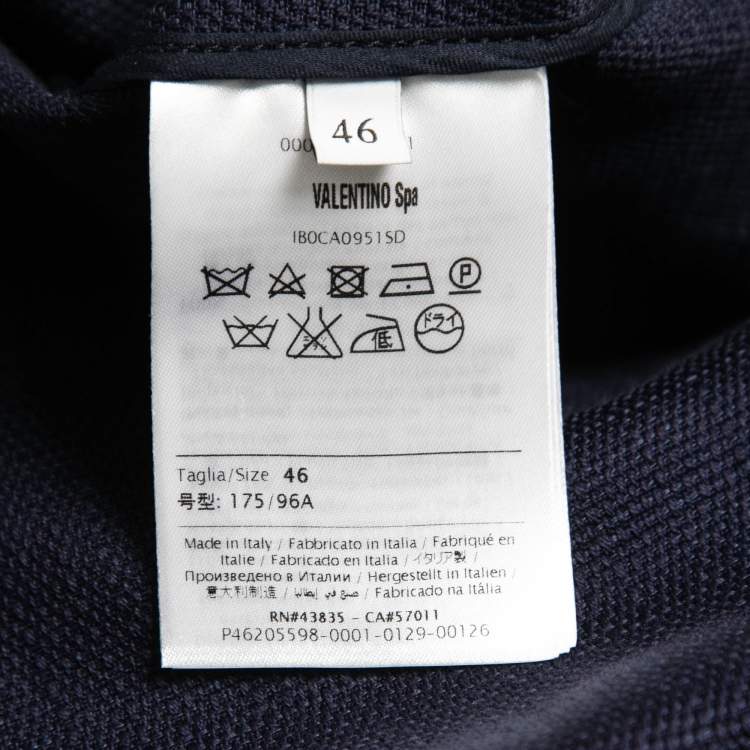 46
000
VALENTINO Spa
IB0CA0951SD
P
低 ドライ
Taglia/Size 46
号型: 175/96A
Made in Italy / Fabbricato in Italia / Fabriqué en
Italie / Fabricado en Italia / イタリア製 /
Произведено в Италии / Hergestellt in Italien /
意大利制造 / صنع في إيطاليا / Fabricado na Itália
RN#43835 - CA#57011
P46205598-0001-0129-00126